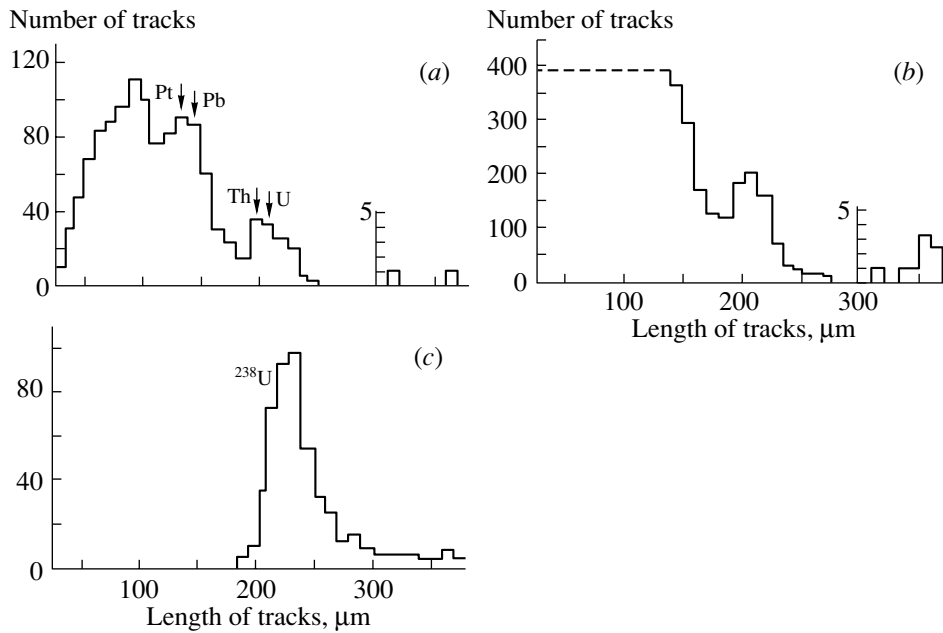 Number of tracks
120
80
40
0
(a)
Pt
Pb
Th
U
5
Number of tracks
400
300
200
100
0
(b)
5
100
200
300
Length of tracks, μm
(c)
238U
80
40
0
100
200
300
Length of tracks, μm